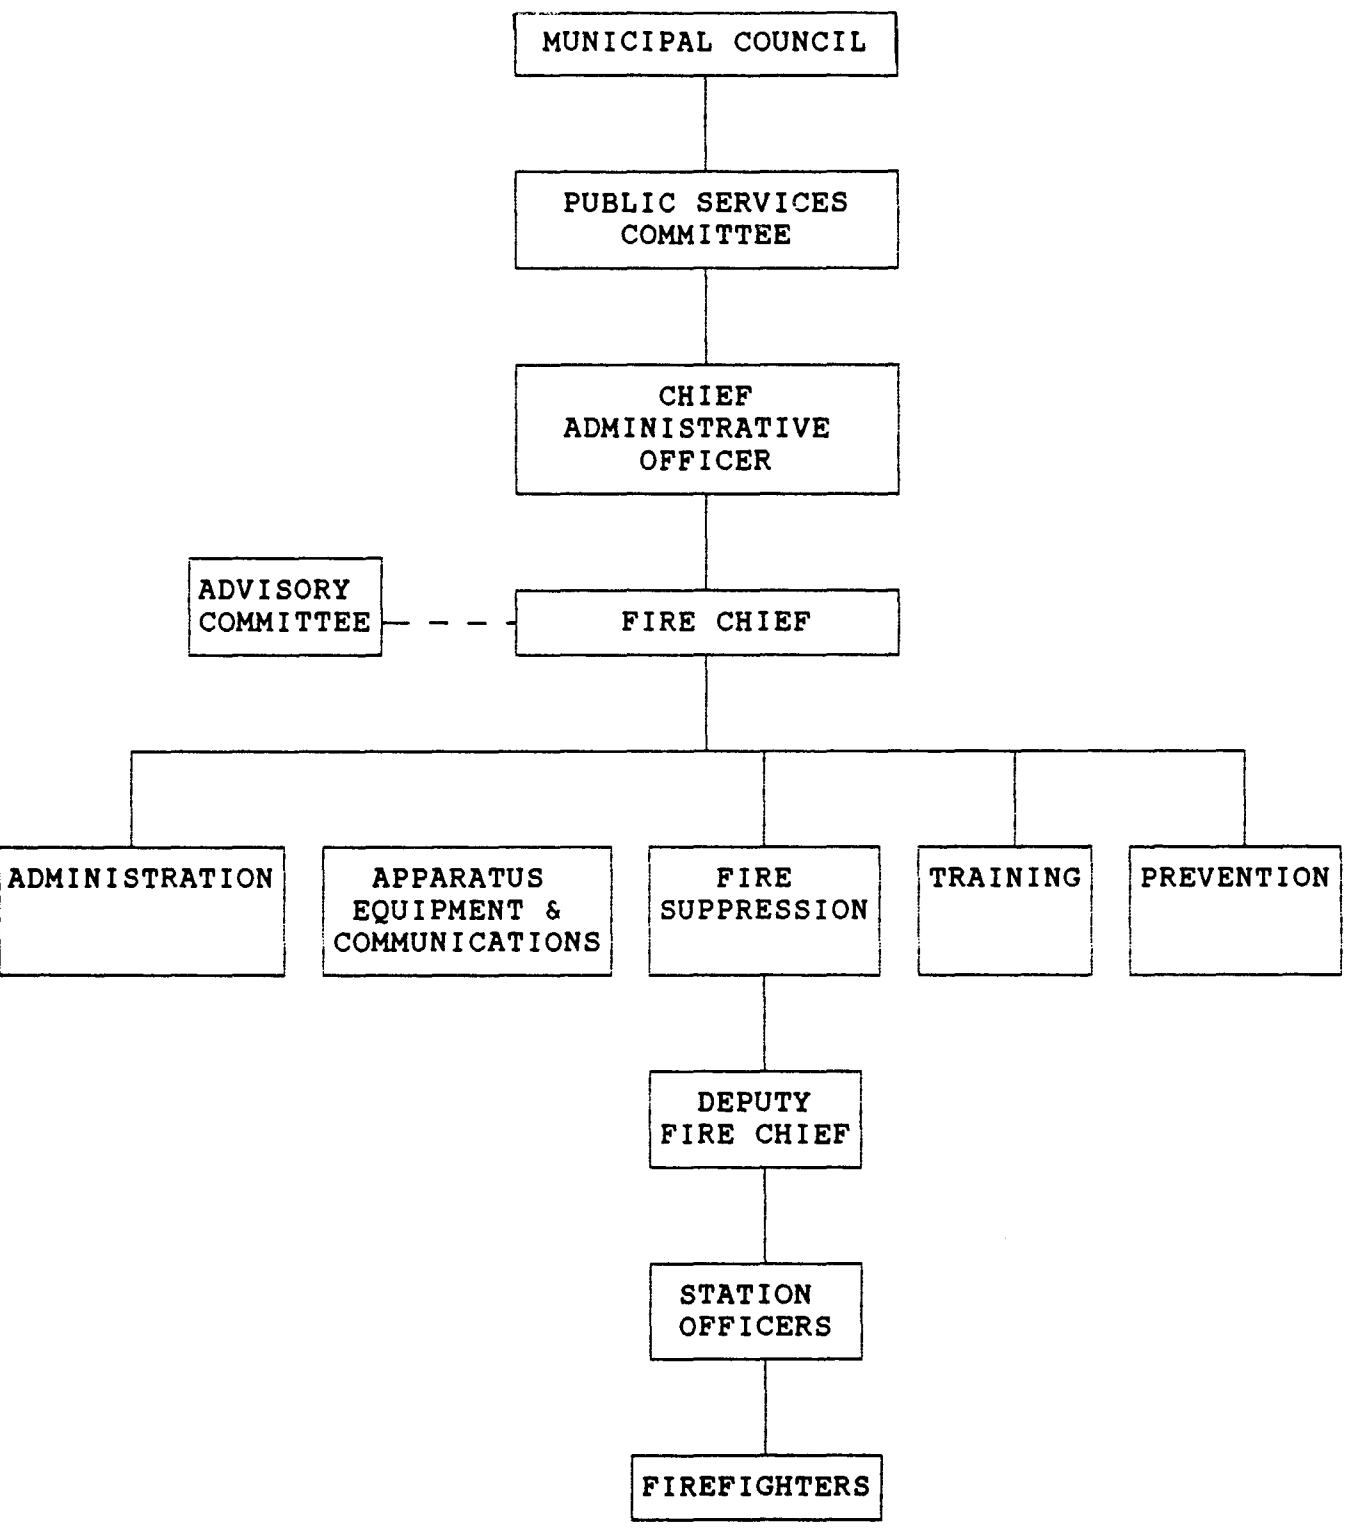 MUNICIPAL COUNCIL
PUBLIC SERVICES
COMMITTEE
CHIEF
ADMINISTRATIVE
OFFICER
ADVISORY
COMMITTEE
FIRE CHIEF
ADMINISTRATION
APPARATUS
EQUIPMENT &
COMMUNICATIONS
FIRE
SUPPRESSION
TRAINING
PREVENTION
DEPUTY
FIRE CHIEF
STATION
OFFICERS
FIREFIGHTERS